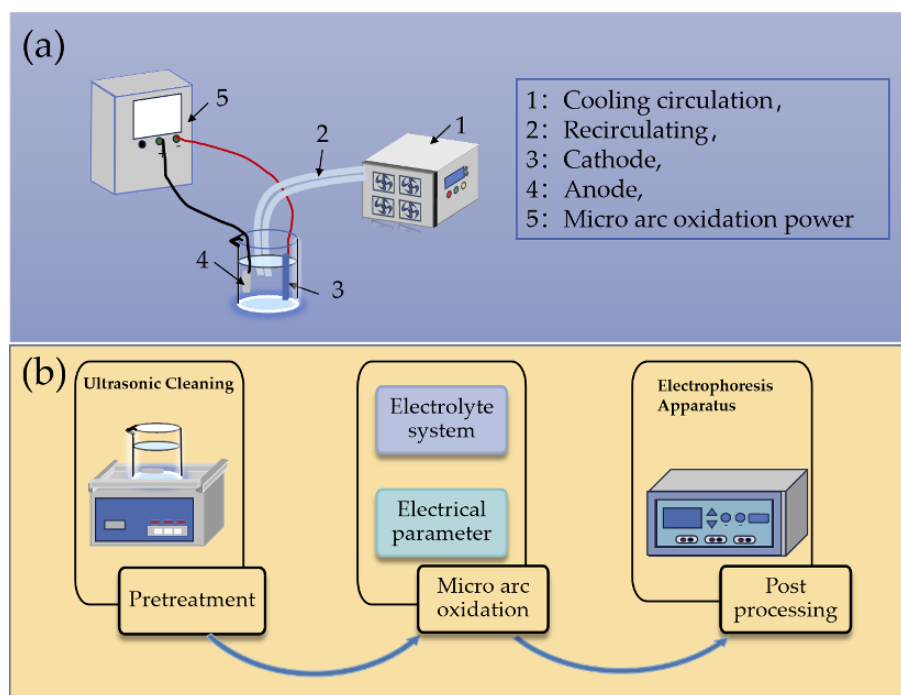 (a)
5
+
-
2
1
4
3
1: Cooling circulation,
2: Recirculating,
3: Cathode,
4: Anode,
5: Micro arc oxidation power
(b)
Ultrasonic Cleaning
Pretreatment
Electrolyte
system
Electrical
parameter
Micro arc
oxidation
Electrophoresis
Apparatus
Post
processing